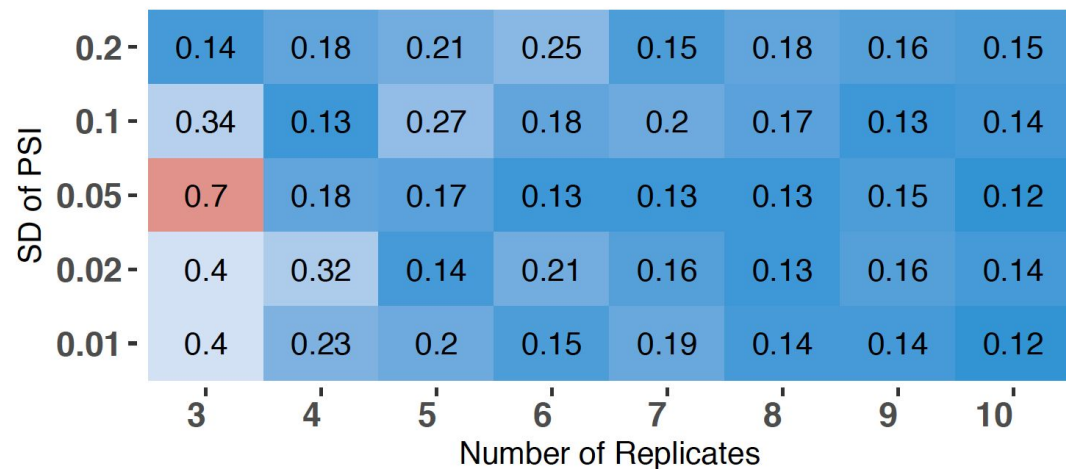 SD of PSI
0.2 0.14 0.18 0.21 0.25 0.15 0.18 0.16 0.15
0.1 0.34 0.13 0.27 0.18 0.2 0.17 0.13 0.14
0.05 0.7 0.18 0.17 0.13 0.13 0.13 0.15 0.12
0.02 0.4 0.32 0.14 0.21 0.16 0.13 0.16 0.14
0.01 0.4 0.23 0.2 0.15 0.19 0.14 0.14 0.12
3 4 5 6 7 8 9 10
Number of Replicates